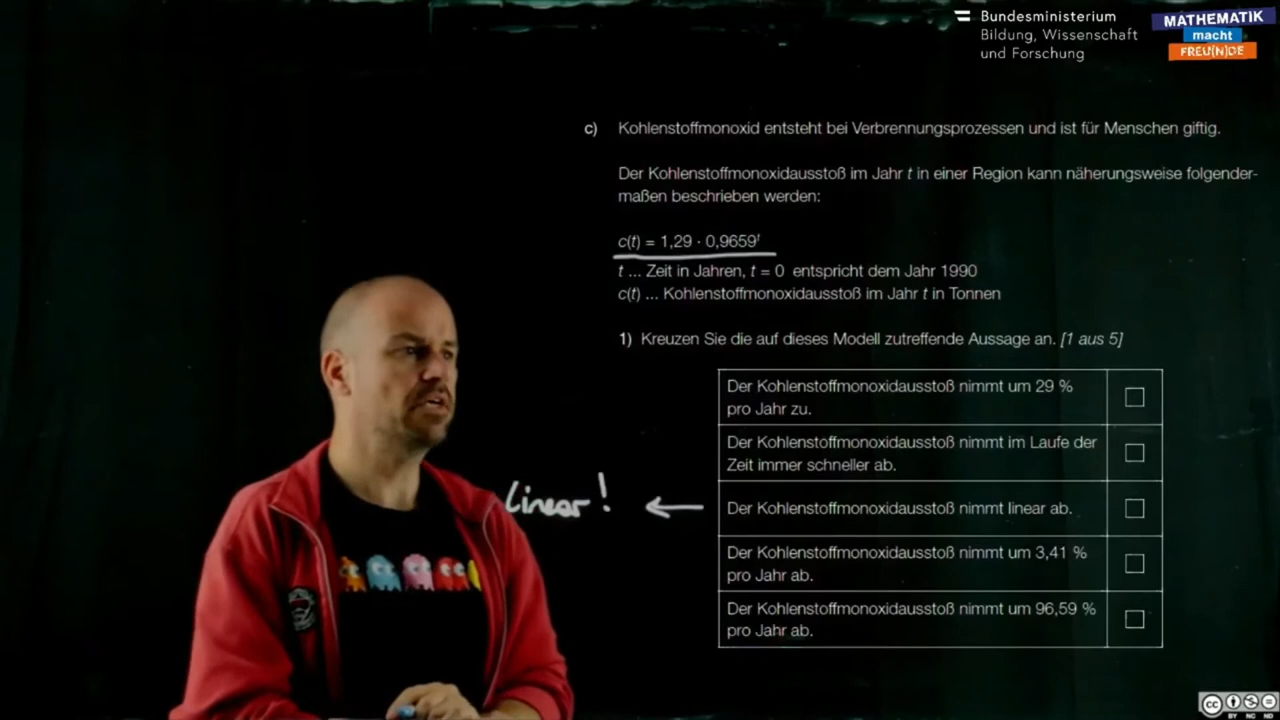 Bundesministerium
Bildung, Wissenschaft
und Forschung
MATHEMATIK
macht
FREU(N)DE
c) Kohlenstoffmonoxid entsteht bei Verbrennungsprozessen und ist für Menschen giftig.
Der Kohlenstoffmonoxidausstoß im Jahr t in einer Region kann näherungsweise folgender-
maßen beschrieben werden:
c(t) = 1,29 · 0,9659^t
t ... Zeit in Jahren, t = 0 entspricht dem Jahr 1990
c(t) ... Kohlenstoffmonoxidausstoß im Jahr t in Tonnen
1) Kreuzen Sie die auf dieses Modell zutreffende Aussage an. [1 aus 5]
Der Kohlenstoffmonoxidausstoß nimmt um 29 %
pro Jahr zu.
Der Kohlenstoffmonoxidausstoß nimmt im Laufe der
Zeit immer schneller ab.
Linear! ← Der Kohlenstoffmonoxidausstoß nimmt linear ab.
Der Kohlenstoffmonoxidausstoß nimmt um 3,41 %
pro Jahr ab.
Der Kohlenstoffmonoxidausstoß nimmt um 96,59 %
pro Jahr ab.
cc
BY NC ND